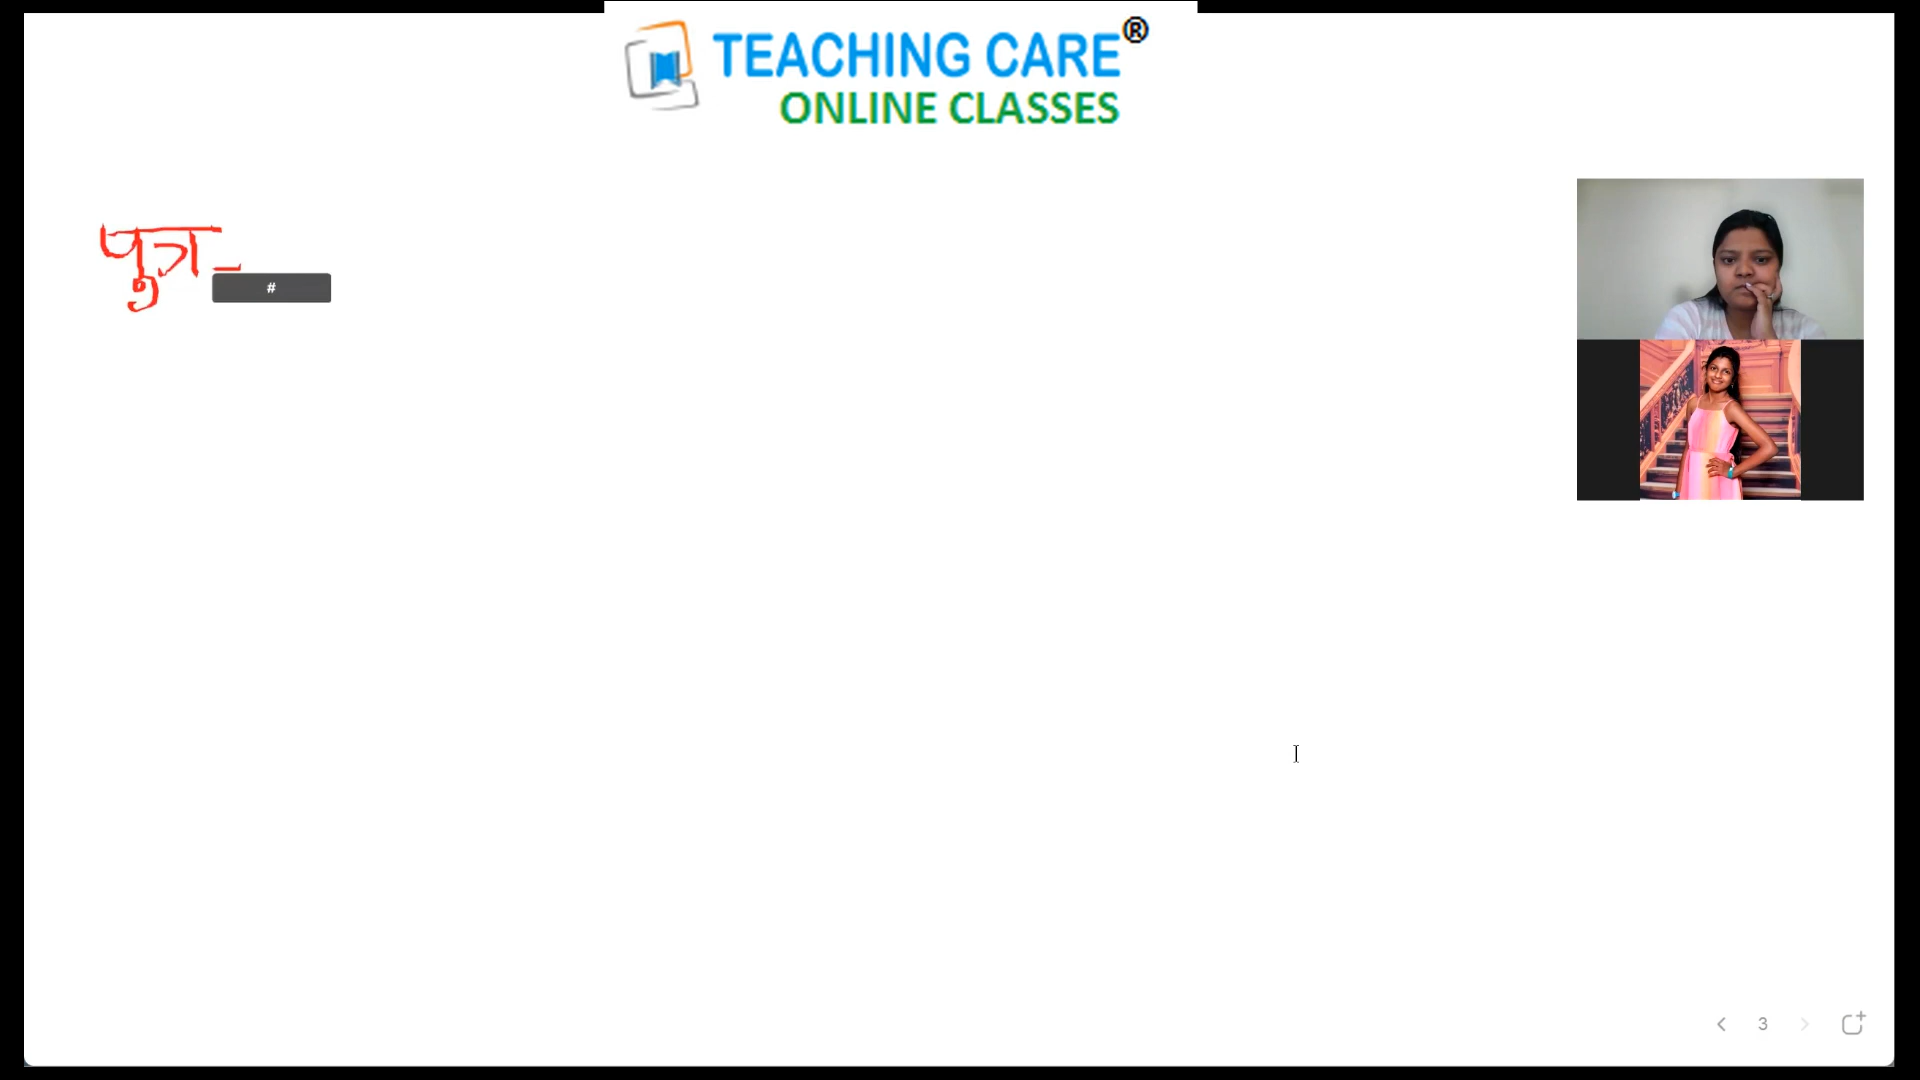 TEACHING CARE®
ONLINE CLASSES
पुत्र -
#
3